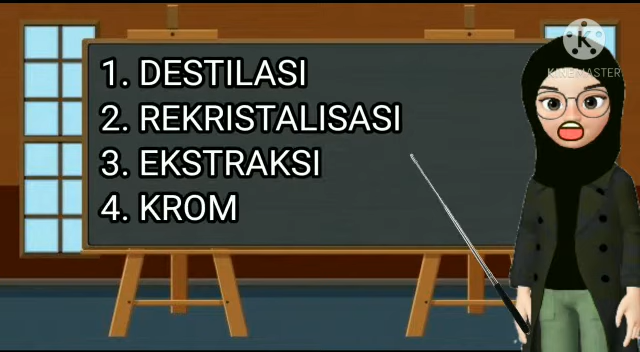 1. DESTILASI
2. REKRISTALISASI
3. EKSTRAKSI
4. KROM
KINEMASTER